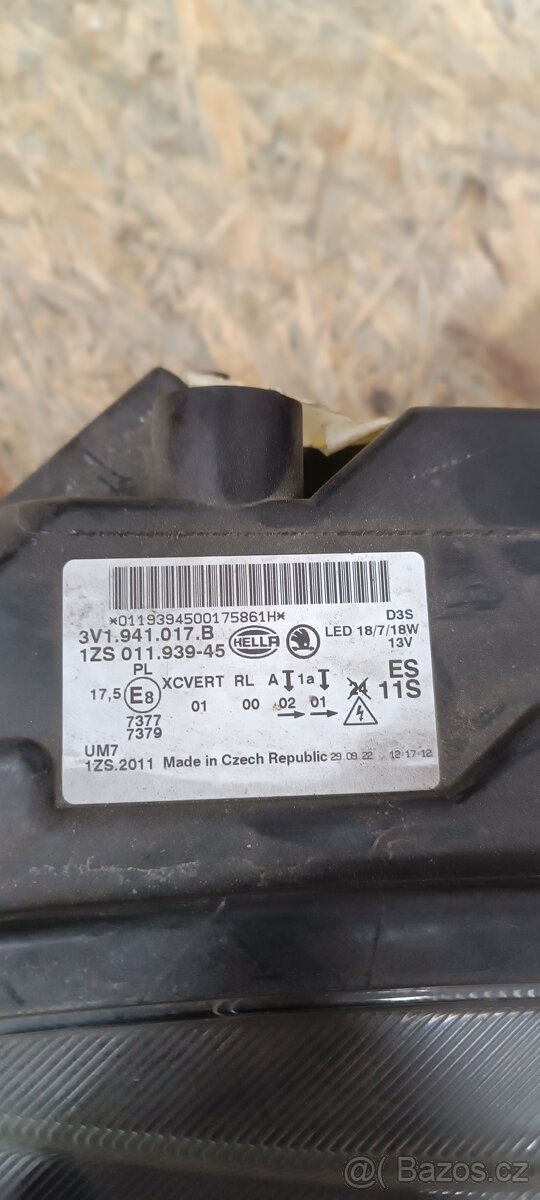 *0119394500175861H*
3V1.941.017.B HELLA LED 18/7/18W D3S
1ZS 011.939-45 13V
PL ES
17,5 E8 XCVERT RL A 1a 24 11S
01 00 02 01
7377
7379
UM7
1ZS.2011 Made in Czech Republic 29.09.22 12:17:12
@ Bazoš.cz